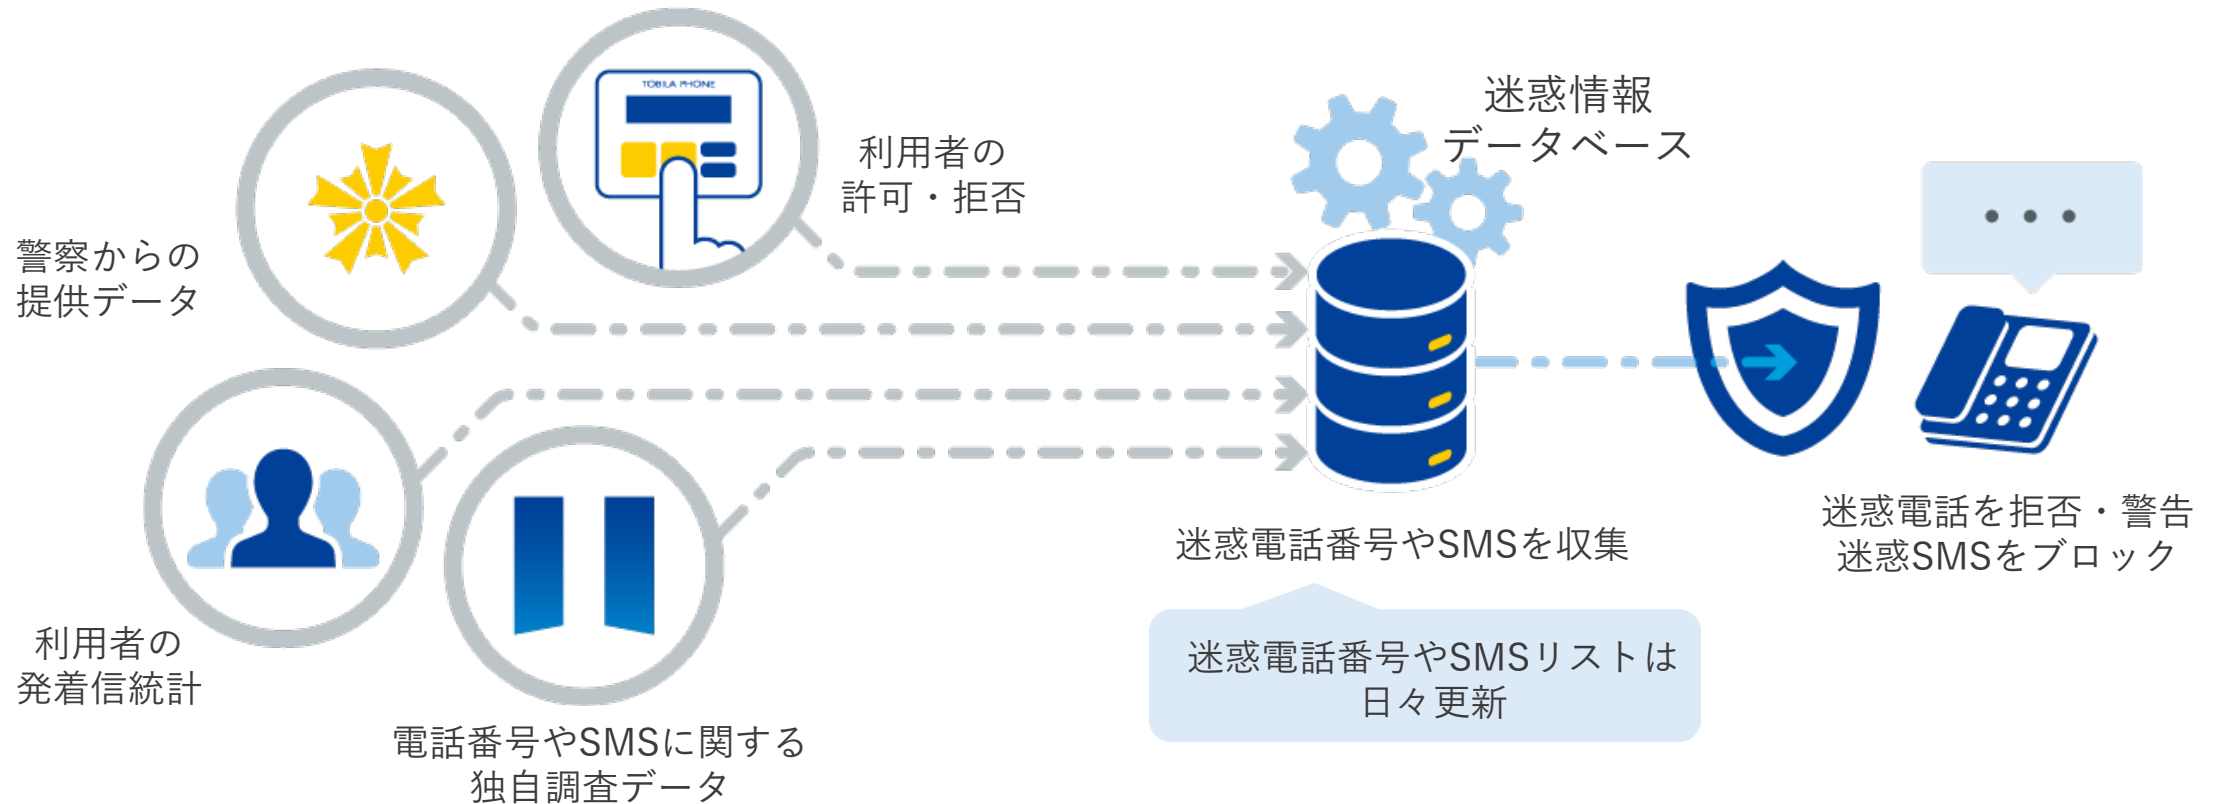 TOBILA PHONE
利用者の
許可・拒否
警察からの
提供データ
利用者の
発着信統計
電話番号やSMSに関する
独自調査データ
迷惑情報
データベース
迷惑電話番号やSMSを収集
迷惑電話番号やSMSリストは
日々更新
迷惑電話を拒否・警告
迷惑SMSをブロック